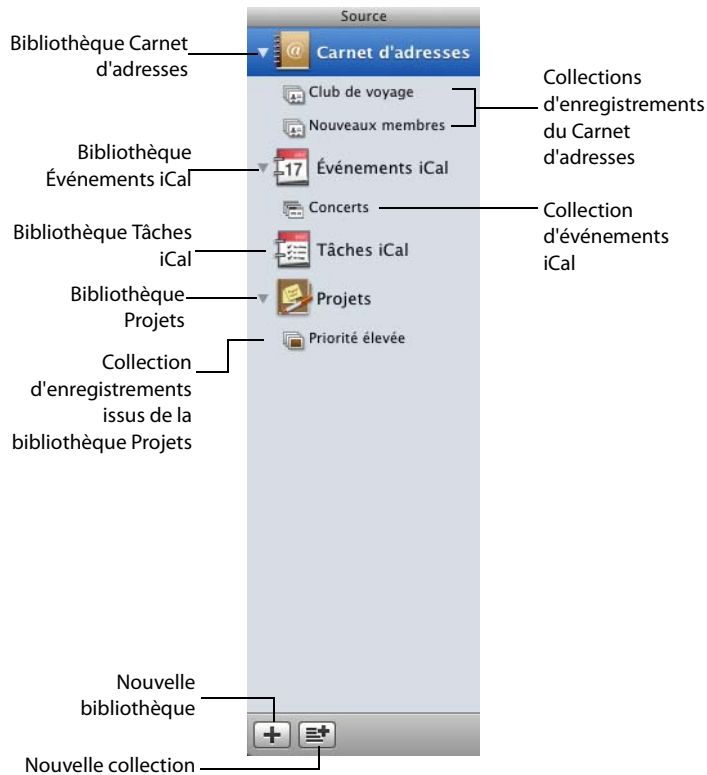 Source
Bibliothèque Carnet
d'adresses
Carnet d'adresses
Club de voyage
Nouveaux membres
Collections
d'enregistrements
du Carnet
d'adresses
Bibliothèque
Événements iCal
17
Événements iCal
Concerts
Collection
d'événements
iCal
Bibliothèque Tâches
iCal
Tâches iCal
Bibliothèque
Projets
Projets
Priorité élevée
Collection
d'enregistrements
issus de la
bibliothèque Projets
Nouvelle
bibliothèque
Nouvelle collection